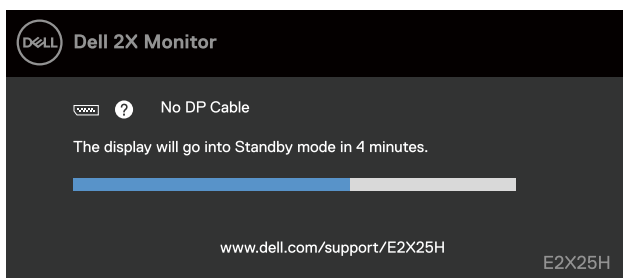 DELL Dell 2X Monitor
? No DP Cable
The display will go into Standby mode in 4 minutes.
www.dell.com/support/E2X25H
E2X25H